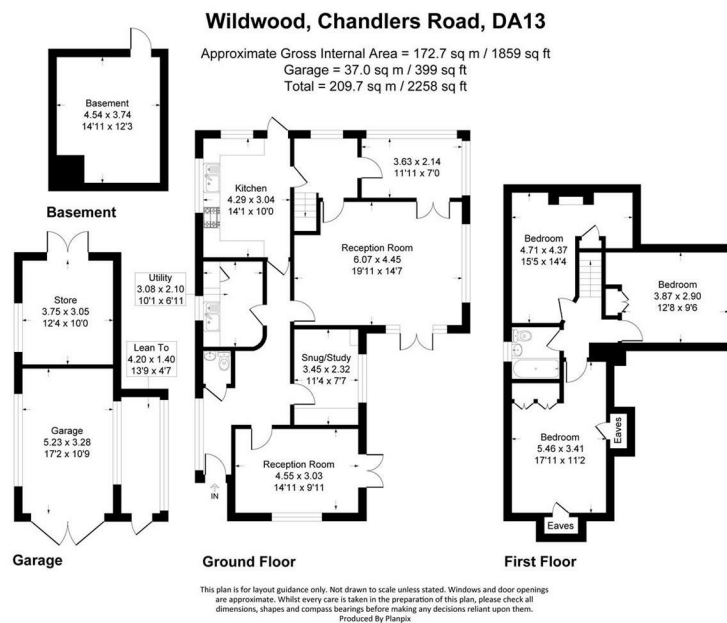 Wildwood, Chandlers Road, DA13
Approximate Gross Internal Area = 172.7 sq m / 1859 sq ft
Garage = 37.0 sq m / 399 sq ft
Total = 209.7 sq m / 2258 sq ft
Basement
4.54 x 3.74
14'11 x 12'3
Basement
Store
3.75 x 3.05
12'4 x 10'0
Utility
3.08 x 2.10
10'1 x 6'11
Lean To
4.20 x 1.40
13'9 x 4'7
Garage
5.23 x 3.28
17'2 x 10'9
Garage
Kitchen
4.29 x 3.04
14'1 x 10'0
3.63 x 2.14
11'11 x 7'0
Reception Room
6.07 x 4.45
19'11 x 14'7
Snug/Study
3.45 x 2.32
11'4 x 7'7
Reception Room
4.55 x 3.03
14'11 x 9'11
IN
Ground Floor
Bedroom
4.71 x 4.37
15'5 x 14'4
Bedroom
3.87 x 2.90
12'8 x 9'6
Bedroom
5.46 x 3.41
17'11 x 11'2
Eaves
Eaves
First Floor
This plan is for layout guidance only. Not drawn to scale unless stated. Windows and door openings
are approximate. Whilst every care is taken in the preparation of this plan, please check all
dimensions, shapes and compass bearings before making any decisions reliant upon them.
Produced By Planpix